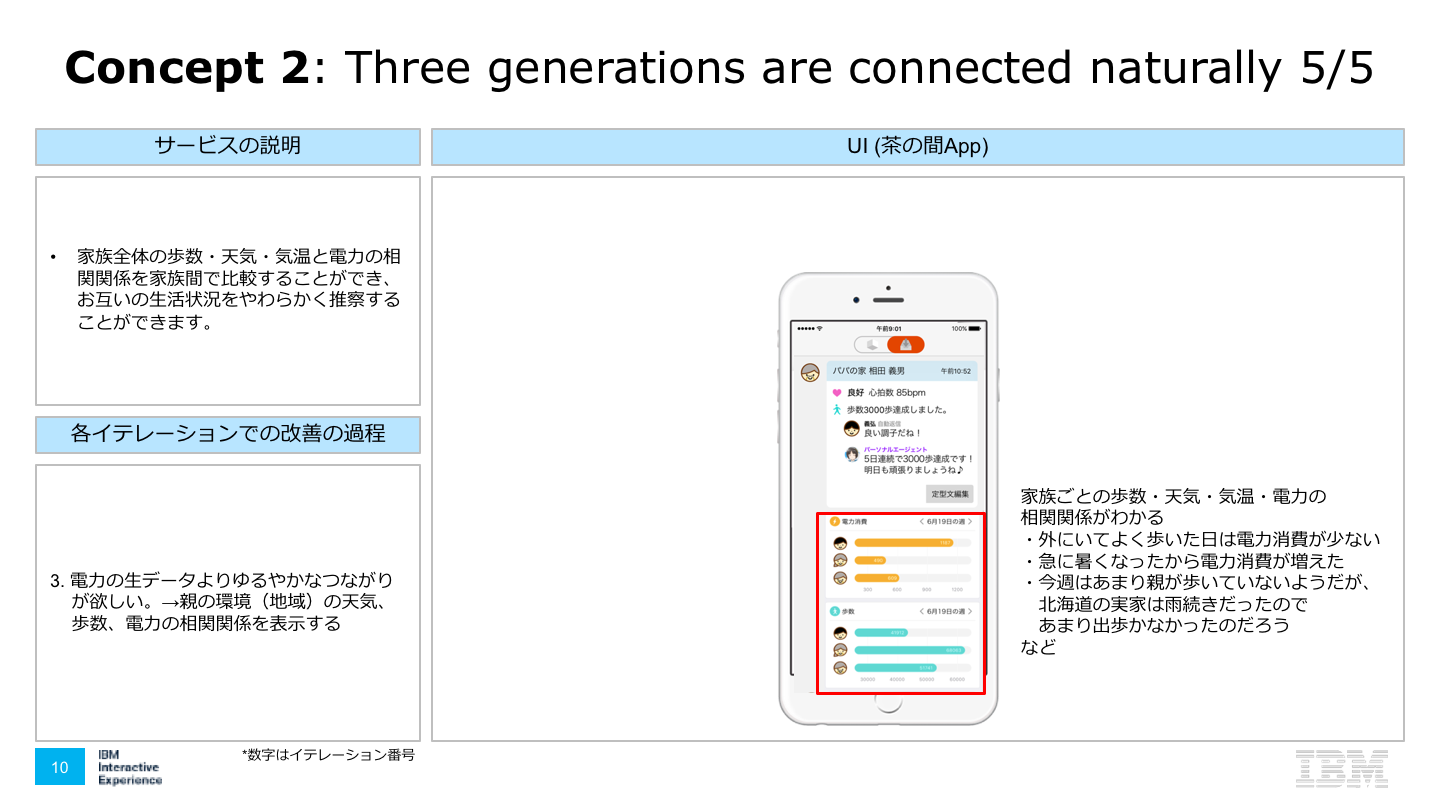 Concept 2: Three generations are connected naturally 5/5
サービスの説明
• 家族全体の歩数・天気・気温と電力の相
関関係を家族間で比較することができ、
お互いの生活状況をやわらかく推察する
ことができます。
各イテレーションでの改善の過程
3. 電力の生データよりゆるやかなつながり
が欲しい。→親の環境（地域）の天気、
歩数、電力の相関関係を表示する
*数字はイテレーション番号
UI (茶の間App)
午前9:01
100%
パパの家 相田 義男
午前10:52
良好 心拍数 85bpm
歩数3000歩達成しました。
義弘 自動返信
良い調子だね！
パーソナルエージェント
5日連続で3000歩達成です！
明日も頑張りましょうね♪
定型文編集
電力消費
< 6月19日の週 >
300 600 900 1200
歩数
< 6月19日の週 >
家族ごとの歩数・天気・気温・電力の
相関関係がわかる
・外にいてよく歩いた日は電力消費が少ない
・急に暑くなったから電力消費が増えた
・今週はあまり親が歩いていないようだが、
北海道の実家は雨続きだったので
あまり出歩かなかったのだろう
など
10
IBM
Interactive
Experience
IBM